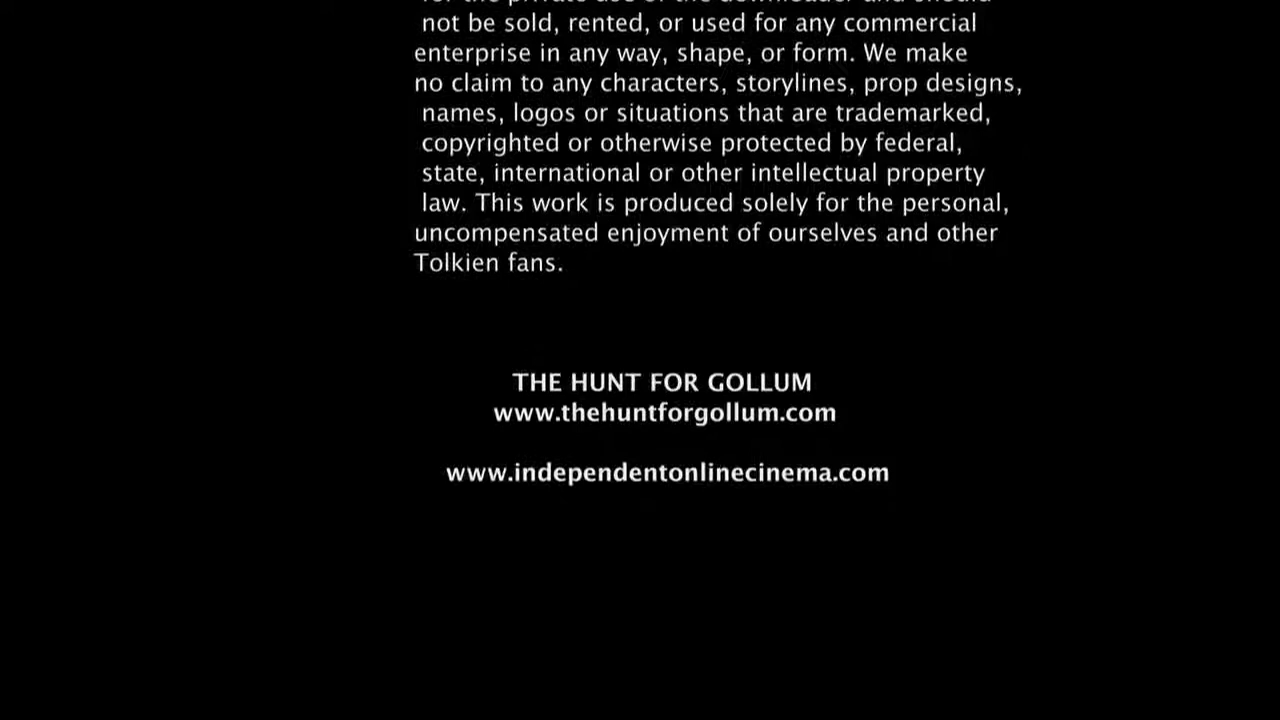 not be sold, rented, or used for any commercial
enterprise in any way, shape, or form. We make
no claim to any characters, storylines, prop designs,
names, logos or situations that are trademarked,
copyrighted or otherwise protected by federal,
state, international or other intellectual property
law. This work is produced solely for the personal,
uncompensated enjoyment of ourselves and other
Tolkien fans.
THE HUNT FOR GOLLUM
www.thehuntforgollum.com
www.independentonlinecinema.com